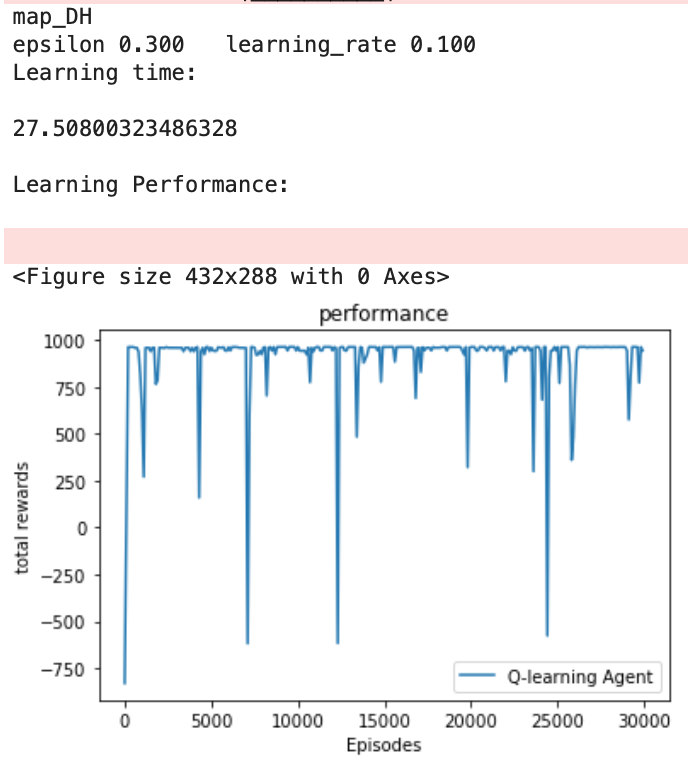 map_DH
epsilon 0.300   learning_rate 0.100
Learning time:
27.50800323486328
Learning Performance:
<Figure size 432x288 with 0 Axes>
performance
1000
750
500
250
0
−250
−500
−750
total rewards
0 5000 10000 15000 20000 25000 30000
Episodes
Q-learning Agent